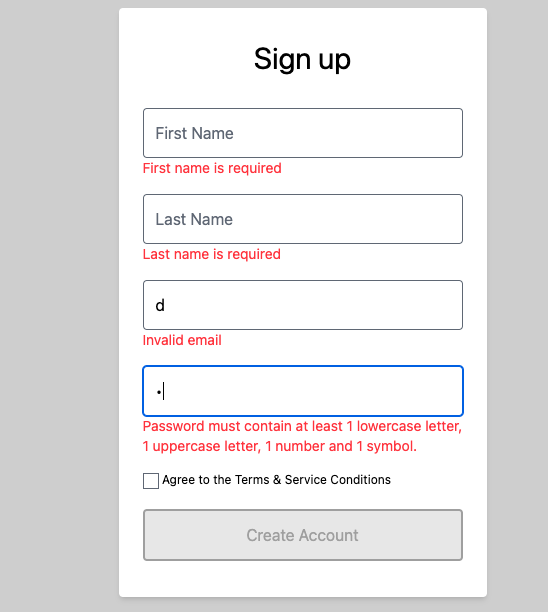 Sign up
First Name
First name is required
Last Name
Last name is required
d
Invalid email
•
Password must contain at least 1 lowercase letter,
1 uppercase letter, 1 number and 1 symbol.
Agree to the Terms & Service Conditions
Create Account